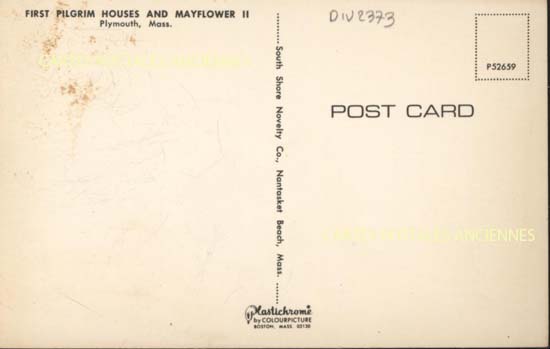 FIRST PILGRIM HOUSES AND MAYFLOWER II
Plymouth, Mass.
DIV2373
P52659
POST CARD
South Shore Novelty Co., Nantasket Beach, Mass.
Plastichrome
by COLOURPICTURE
BOSTON, MASS. 02130
CARTES POSTALES ANCIENNES
CARTES POSTALES ANCIENNES